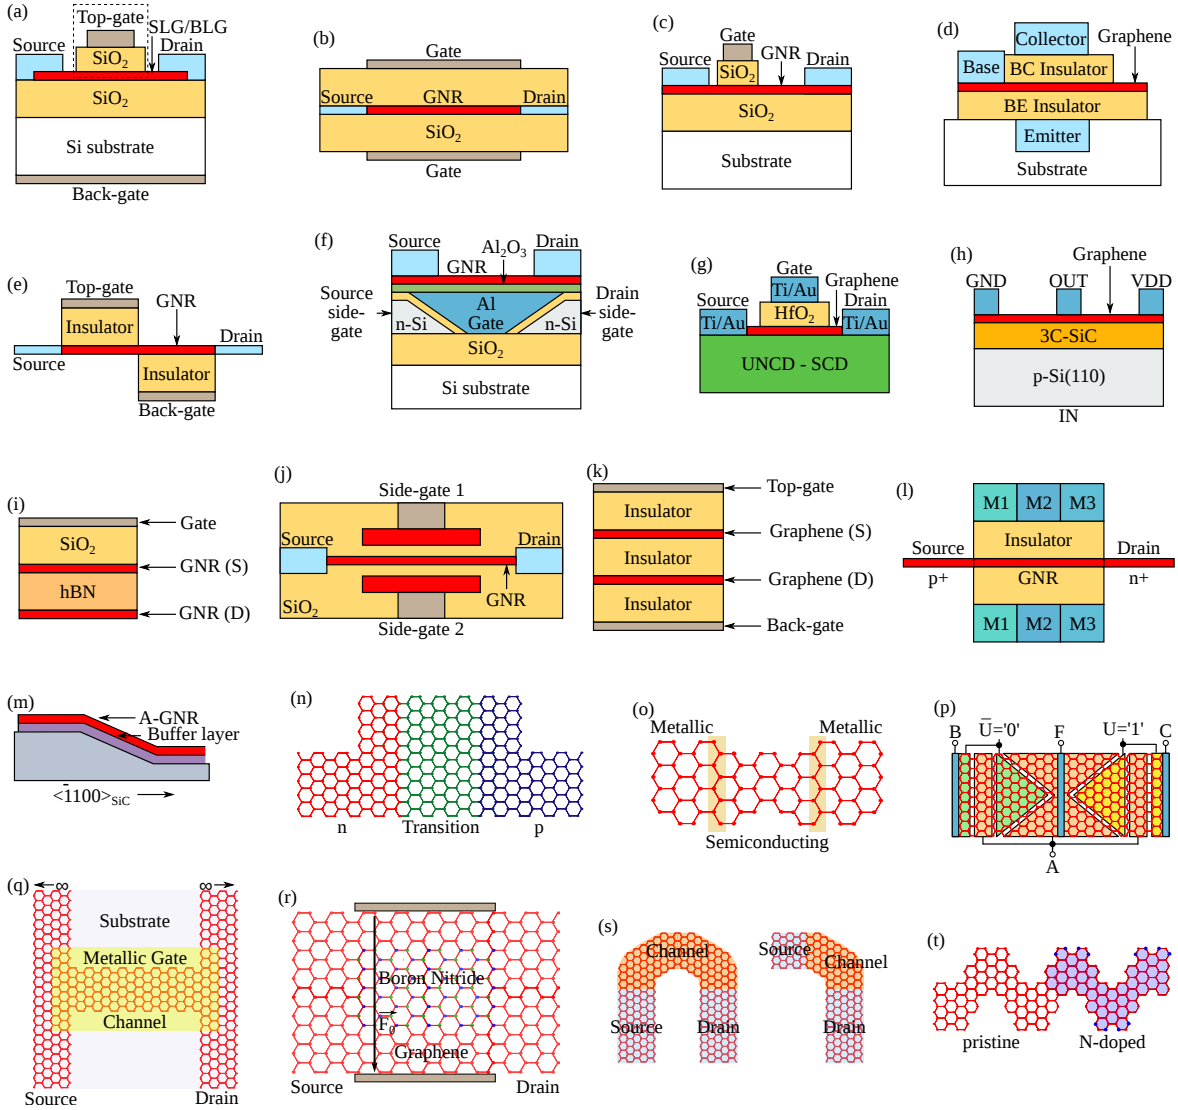 (a)
Top-gate
SLG/BLG
Source
Drain
SiO2
SiO2
Si substrate
Back-gate
(b)
Gate
Source
GNR
Drain
SiO2
Gate
(c)
Gate
GNR
Source
Drain
SiO2
SiO2
Substrate
(d)
Graphene
Collector
Base
BC Insulator
BE Insulator
Emitter
Substrate
(e)
Top-gate
GNR
Insulator
Drain
Source
Insulator
Back-gate
(f)
Source
Al2O3
Drain
GNR
Source
side-
gate
Al
Gate
n-Si
n-Si
Drain
side-
gate
SiO2
Si substrate
(g)
Gate
Graphene
Source
Ti/Au
Drain
Ti/Au
HfO2
Ti/Au
UNCD - SCD
(h)
Graphene
GND
OUT
VDD
3C-SiC
p-Si(110)
IN
(i)
Gate
SiO2
GNR (S)
hBN
GNR (D)
(j)
Side-gate 1
Source
Drain
GNR
SiO2
Side-gate 2
(k)
Top-gate
Insulator
Graphene (S)
Insulator
Graphene (D)
Insulator
Back-gate
(l)
M1 M2 M3
Insulator
Source
Drain
p+
GNR
n+
M1 M2 M3
(m)
A-GNR
Buffer layer
<1̄100>SiC
(n)
n
Transition
p
(o)
Metallic
Metallic
Semiconducting
(p)
B
Ū='0'
F
U='1'
C
A
(q)
∞
∞
Substrate
Metallic Gate
Channel
Source
Drain
(r)
Boron Nitride
F⃗0
Graphene
Source
Drain
(s)
Channel
Source
Drain
Source
Channel
Drain
(t)
pristine
N-doped